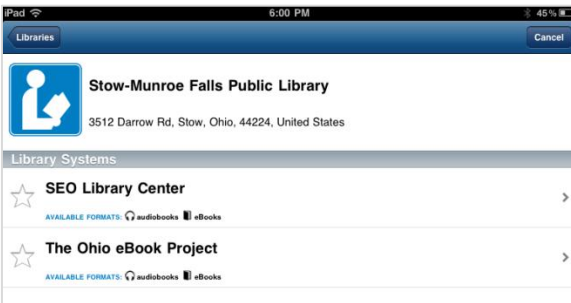 iPad 6:00 PM 45%
Libraries Cancel
Stow-Munroe Falls Public Library
3512 Darrow Rd, Stow, Ohio, 44224, United States
Library Systems
SEO Library Center
AVAILABLE FORMATS: audiobooks eBooks
The Ohio eBook Project
AVAILABLE FORMATS: audiobooks eBooks